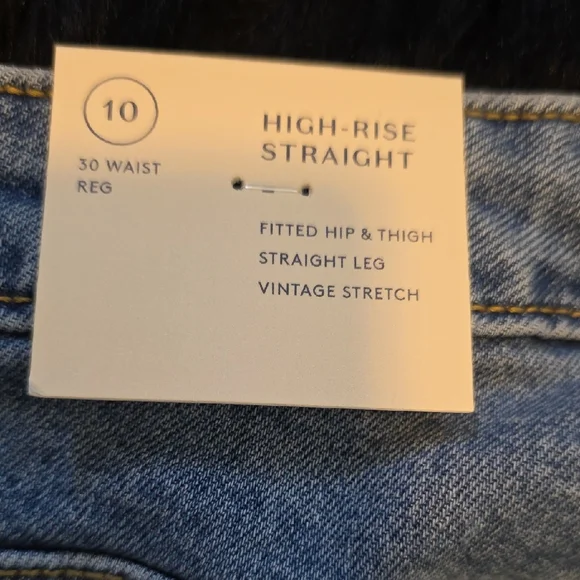 10
30 WAIST
REG
HIGH-RISE
STRAIGHT
FITTED HIP & THIGH
STRAIGHT LEG
VINTAGE STRETCH